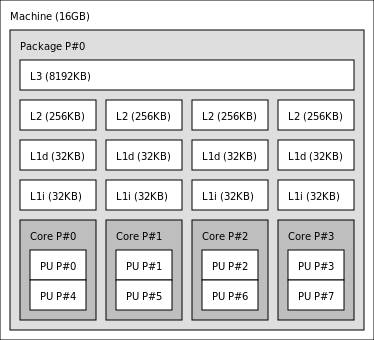 Machine (16GB)
Package P#0
L3 (8192KB)
L2 (256KB) L2 (256KB) L2 (256KB) L2 (256KB)
L1d (32KB) L1d (32KB) L1d (32KB) L1d (32KB)
L1i (32KB) L1i (32KB) L1i (32KB) L1i (32KB)
Core P#0 Core P#1 Core P#2 Core P#3
PU P#0 PU P#1 PU P#2 PU P#3
PU P#4 PU P#5 PU P#6 PU P#7